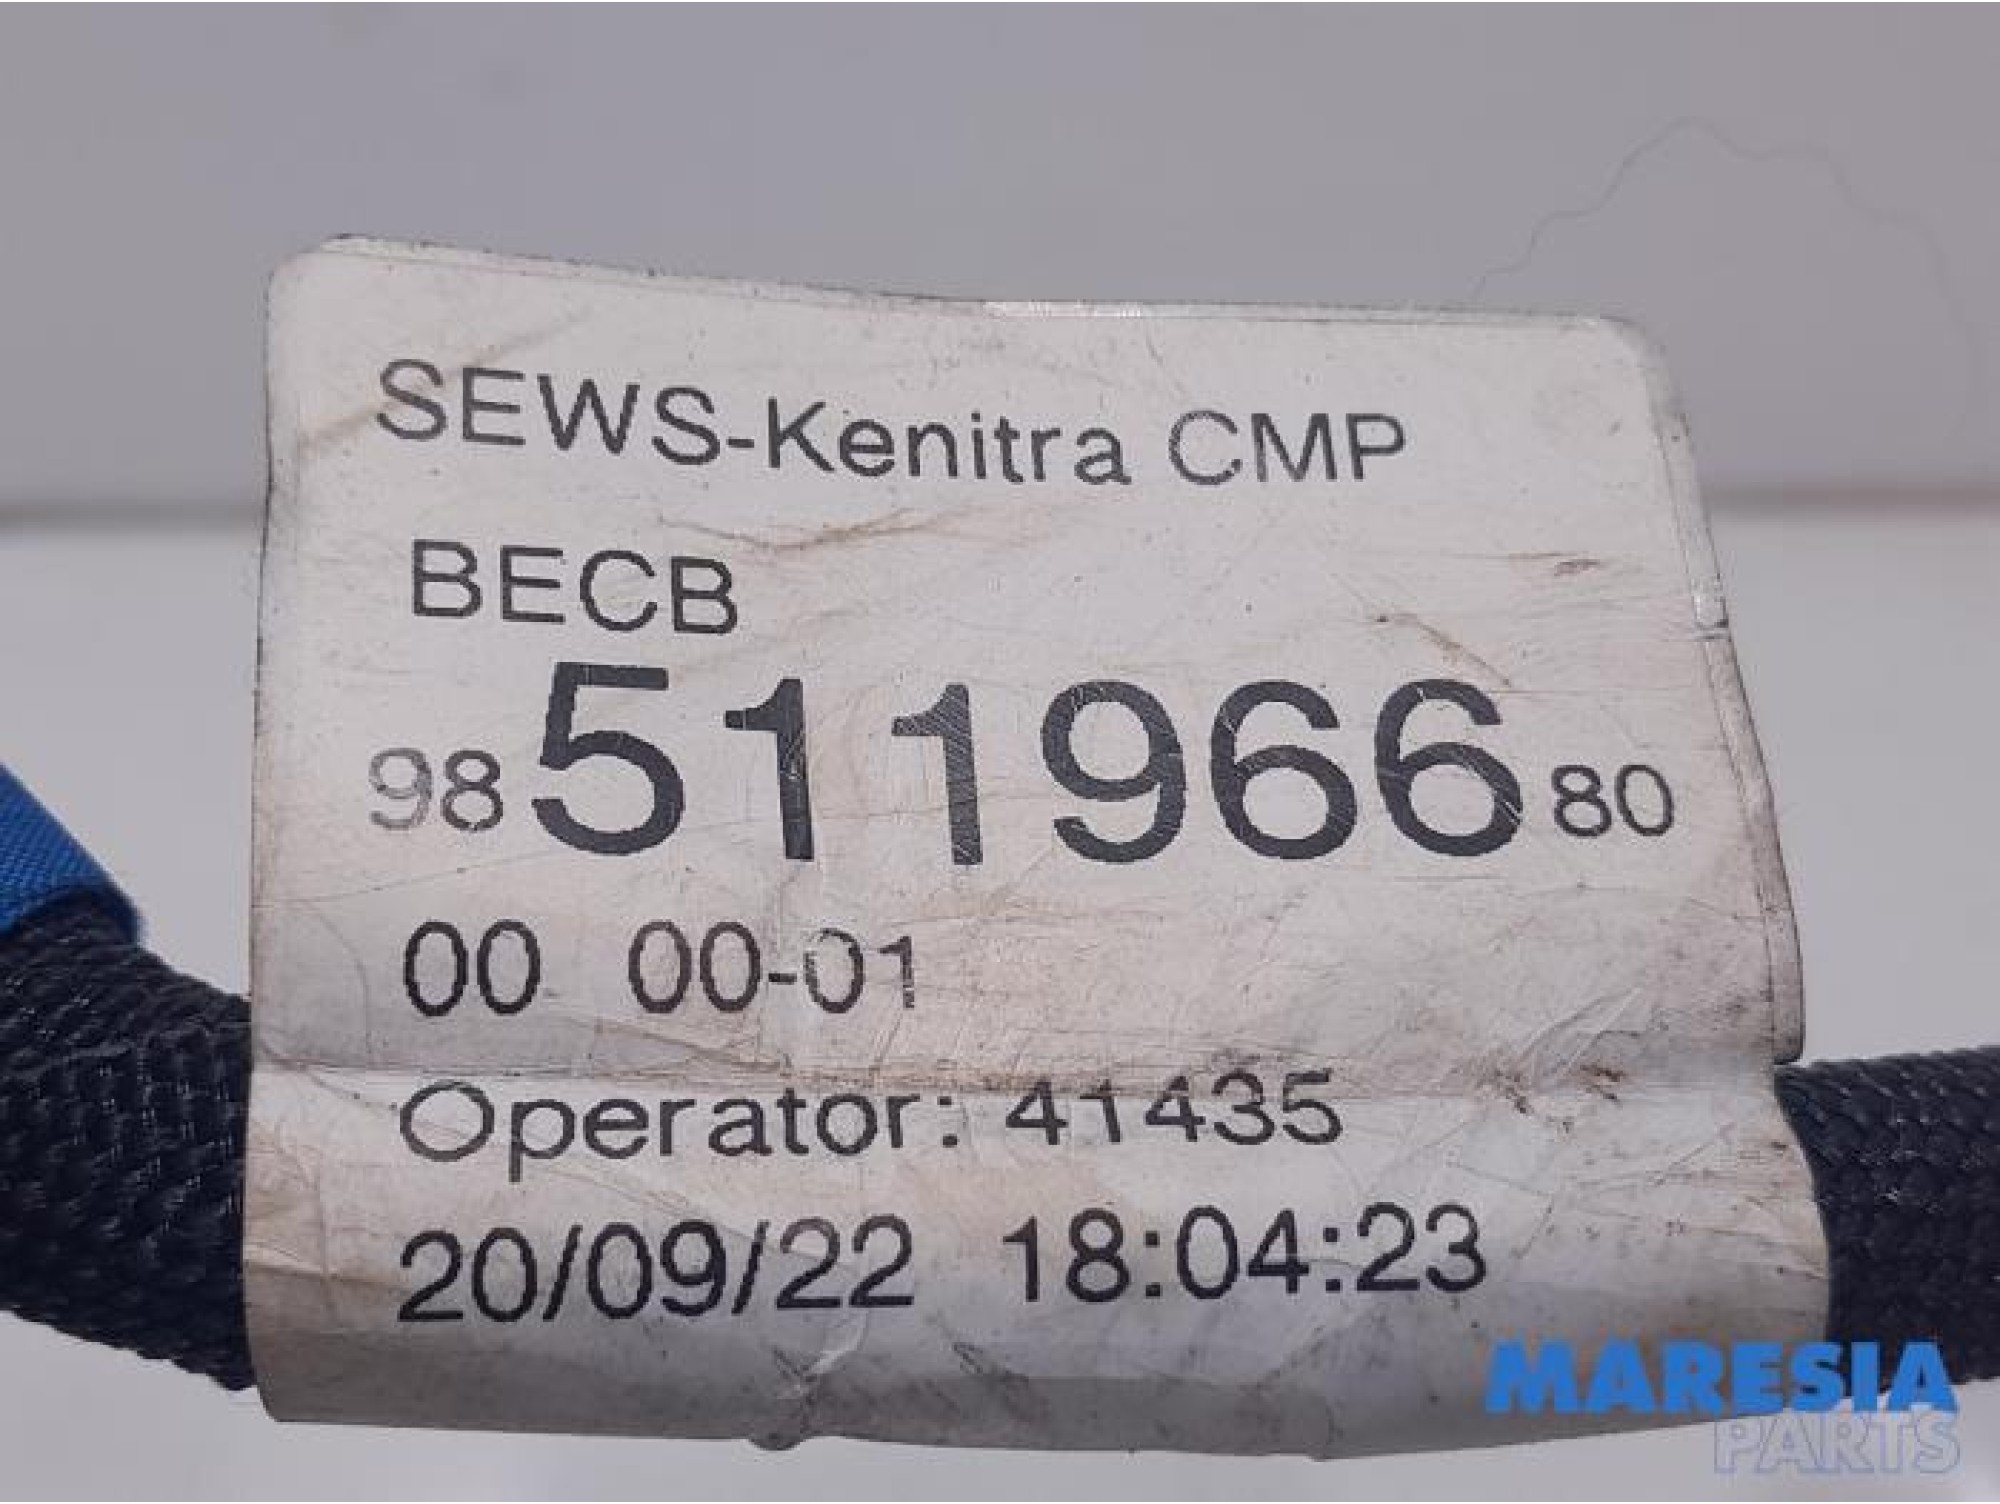 SEWS-Kenitra CMP
BECB
98 511966 80
00 00-01
Operator: 41435
20/09/22 18:04:23
MARESIA
PARTS